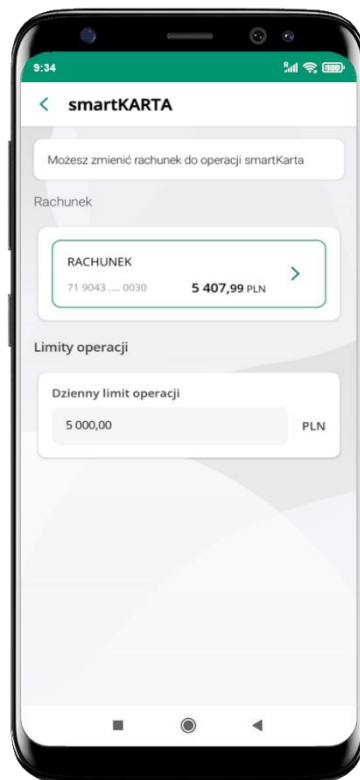 9:34
smartKARTA
Możesz zmienić rachunek do operacji smartKarta
Rachunek
RACHUNEK
71 9043 .... 0030 5 407,99 PLN
Limity operacji
Dzienny limit operacji
5 000,00 PLN